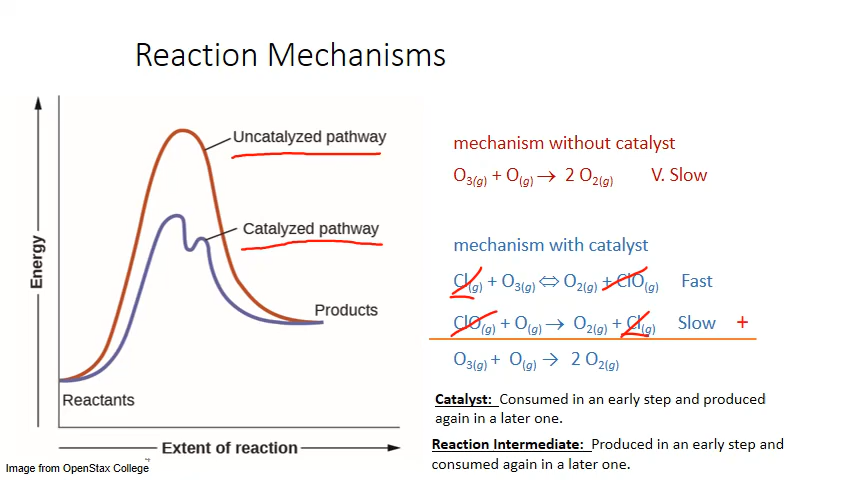 Reaction Mechanisms
Uncatalyzed pathway
Catalyzed pathway
Energy
Products
Reactants
Extent of reaction
Image from OpenStax College
mechanism without catalyst
O3(g) + O(g) → 2 O2(g) V. Slow
mechanism with catalyst
Cl(g) + O3(g) ⇔ O2(g) + ClO(g) Fast
ClO(g) + O(g) → O2(g) + Cl(g) Slow +
O3(g) + O(g) → 2 O2(g)
Catalyst: Consumed in an early step and produced
again in a later one.
Reaction Intermediate: Produced in an early step and
consumed again in a later one.